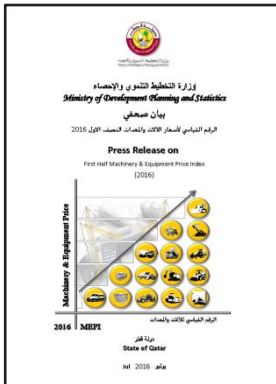 وزارة التخطيط التنموي والإحصاء
Ministry of Development Planning and Statistics
بيان صحفي
الرقم القياسي لأسعار الآلات والمعدات النصف الاول 2016
Press Release on
First Half Machinery & Equipment Price Index
(2016)
Machinery & Equipment Price
الرقم القياسي للآلات والمعدات
2016 MEPI
دولة قطر
State of Qatar
Jul 2016 يوليو